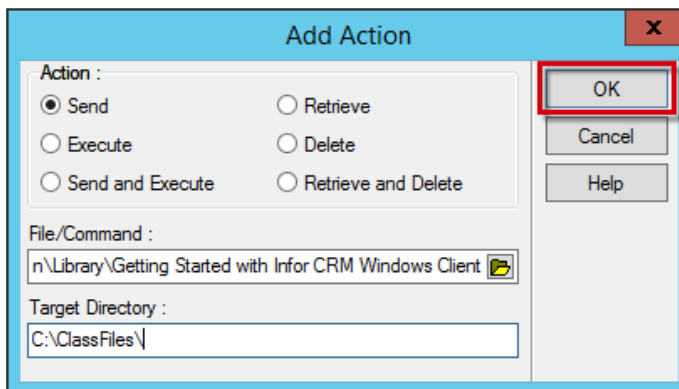 Add Action
x
Action :
Send
Retrieve
Execute
Delete
Send and Execute
Retrieve and Delete
OK
Cancel
Help
File/Command :
n\Library\Getting Started with Infor CRM Windows Client
Target Directory :
C:\ClassFiles\